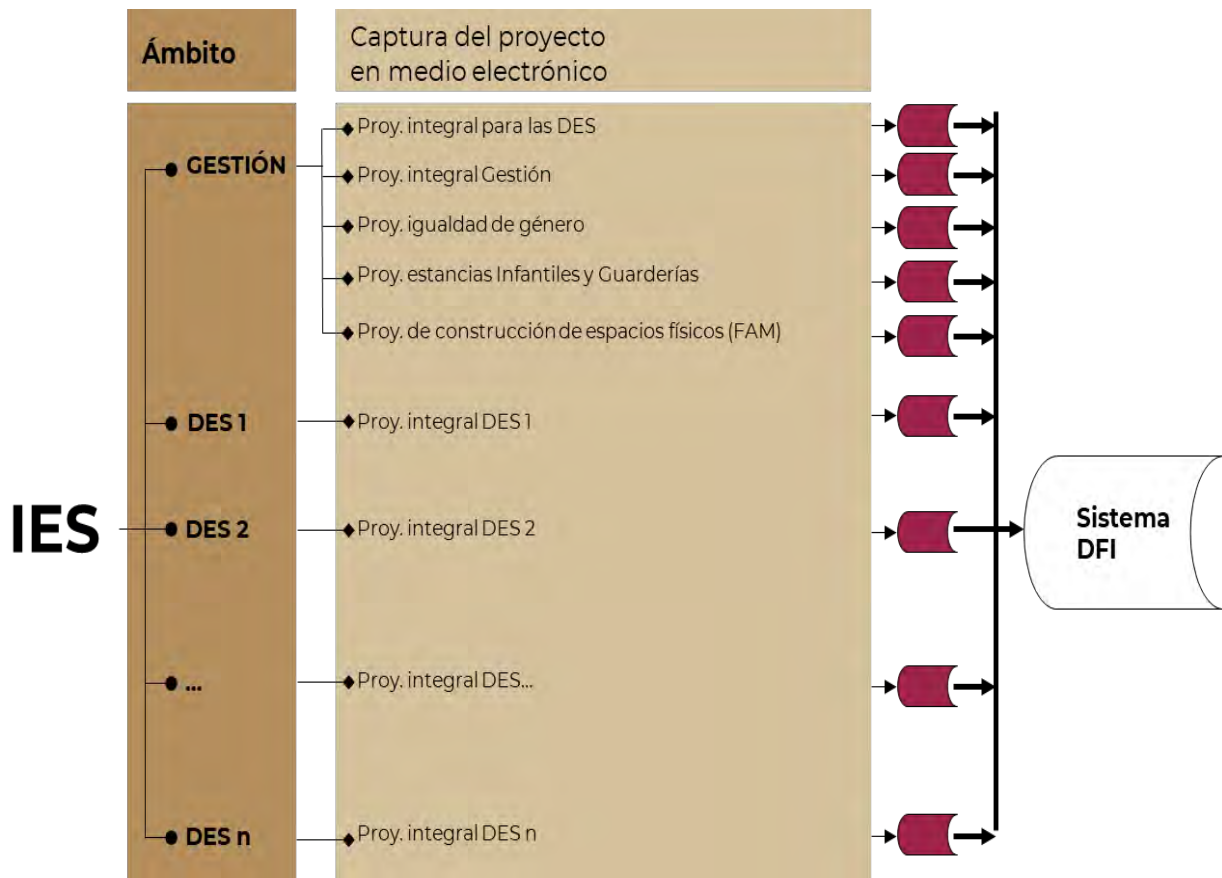 Ámbito
Captura del proyecto
en medio electrónico
GESTIÓN
Proy. integral para las DES
Proy. integral Gestión
Proy. igualdad de género
Proy. estancias Infantiles y Guarderías
Proy. de construcción de espacios físicos (FAM)
DES 1
Proy. integral DES 1
IES
DES 2
Proy. integral DES 2
Sistema
DFI
...
Proy. integral DES...
DES n
Proy. integral DES n